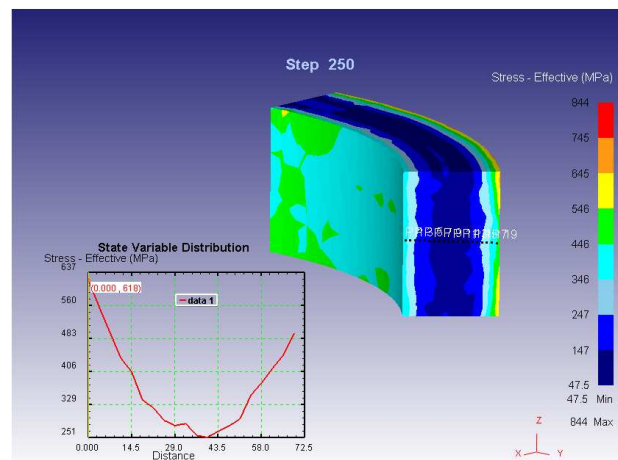 Step 250
Stress - Effective (MPa)
844
745
645
546
446
346
247
147
47.5
47.5 Min
844 Max
State Variable Distribution
Stress - Effective (MPa)
637
560
483
406
329
251
(0.000 , 618)
data 1
0.000
14.5
29.0
43.5
58.0
72.5
Distance
Z
X
Y